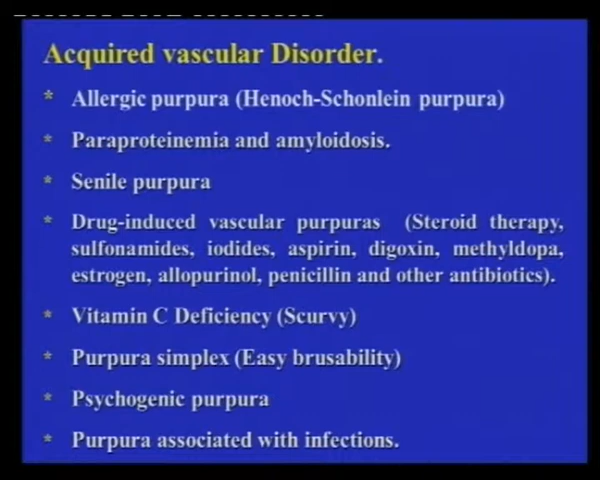 Acquired vascular Disorder.
* Allergic purpura (Henoch-Schonlein purpura)
* Paraproteinemia and amyloidosis.
* Senile purpura
* Drug-induced vascular purpuras (Steroid therapy,
sulfonamides, iodides, aspirin, digoxin, methyldopa,
estrogen, allopurinol, penicillin and other antibiotics).
* Vitamin C Deficiency (Scurvy)
* Purpura simplex (Easy brusability)
* Psychogenic purpura
* Purpura associated with infections.